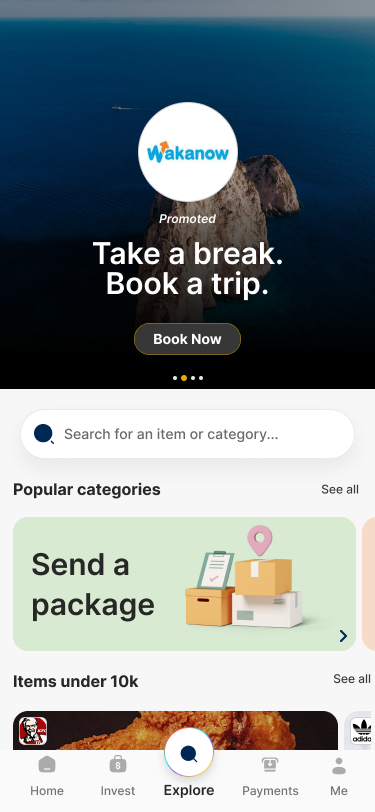 Wakanow
Promoted
Take a break.
Book a trip.
Book Now
Search for an item or category...
Popular categories
See all
Send a
package
Items under 10k
See all
KFC
adidas
$
Home
Invest
Explore
Payments
Me